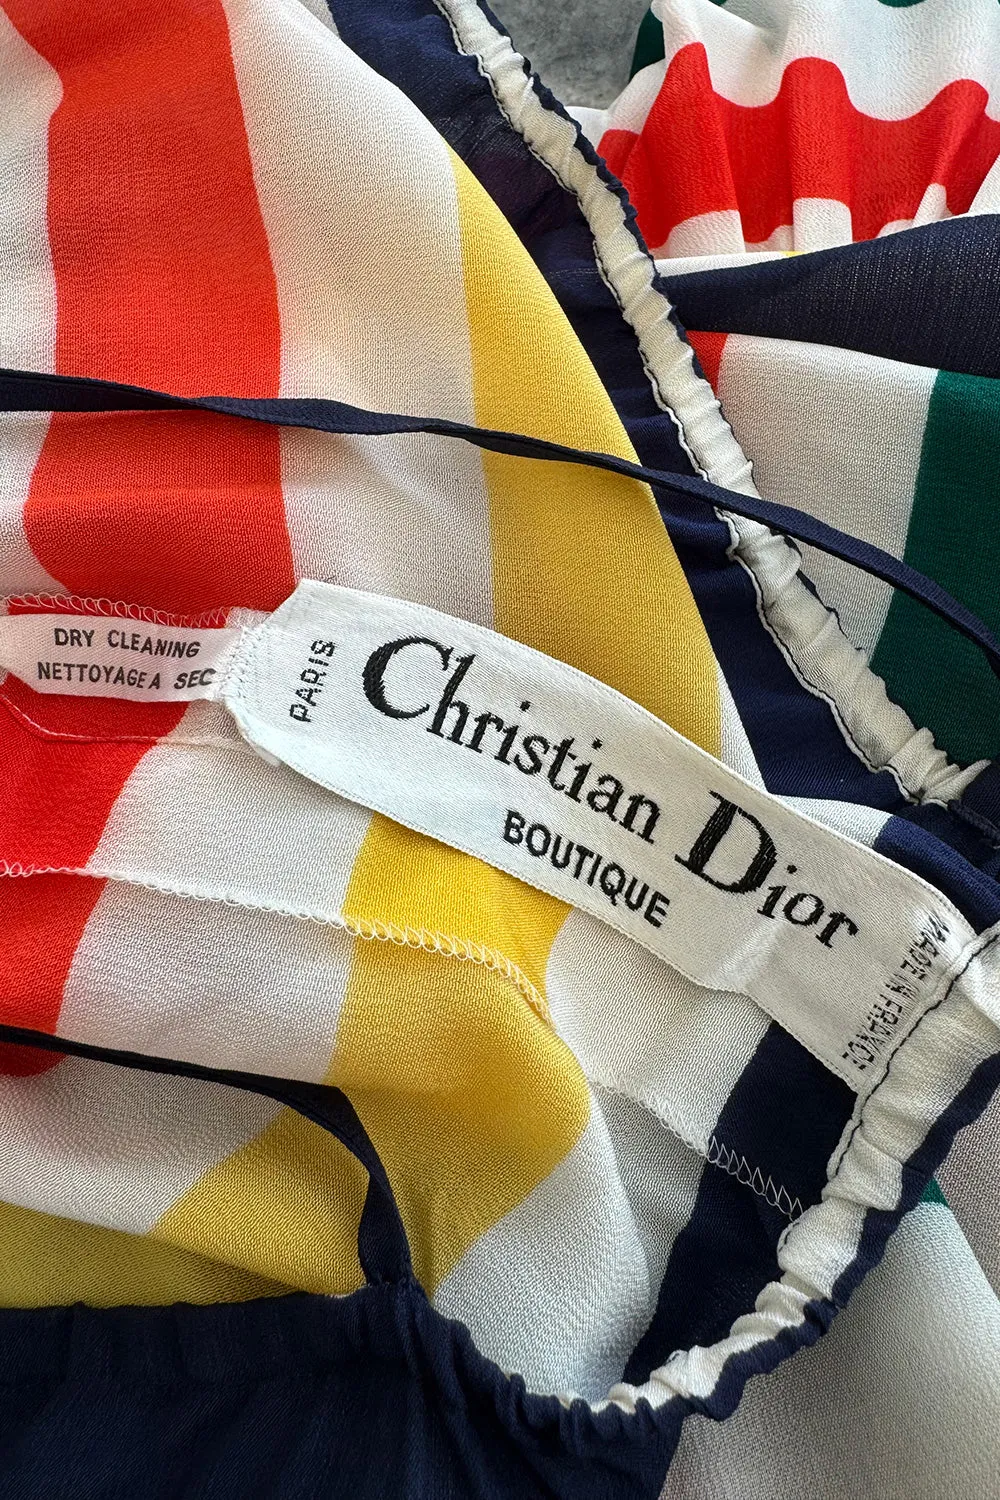 DRY CLEANING
NETTOYAGE A SEC
PARIS
Christian Dior
BOUTIQUE
MADE IN FRANCE